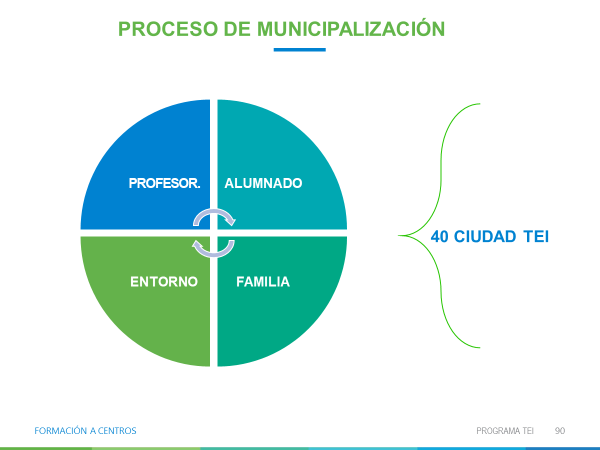 PROCESO DE MUNICIPALIZACIÓN
PROFESOR.
ALUMNADO
ENTORNO
FAMILIA
40 CIUDAD TEI
FORMACIÓN A CENTROS
PROGRAMA TEI
90